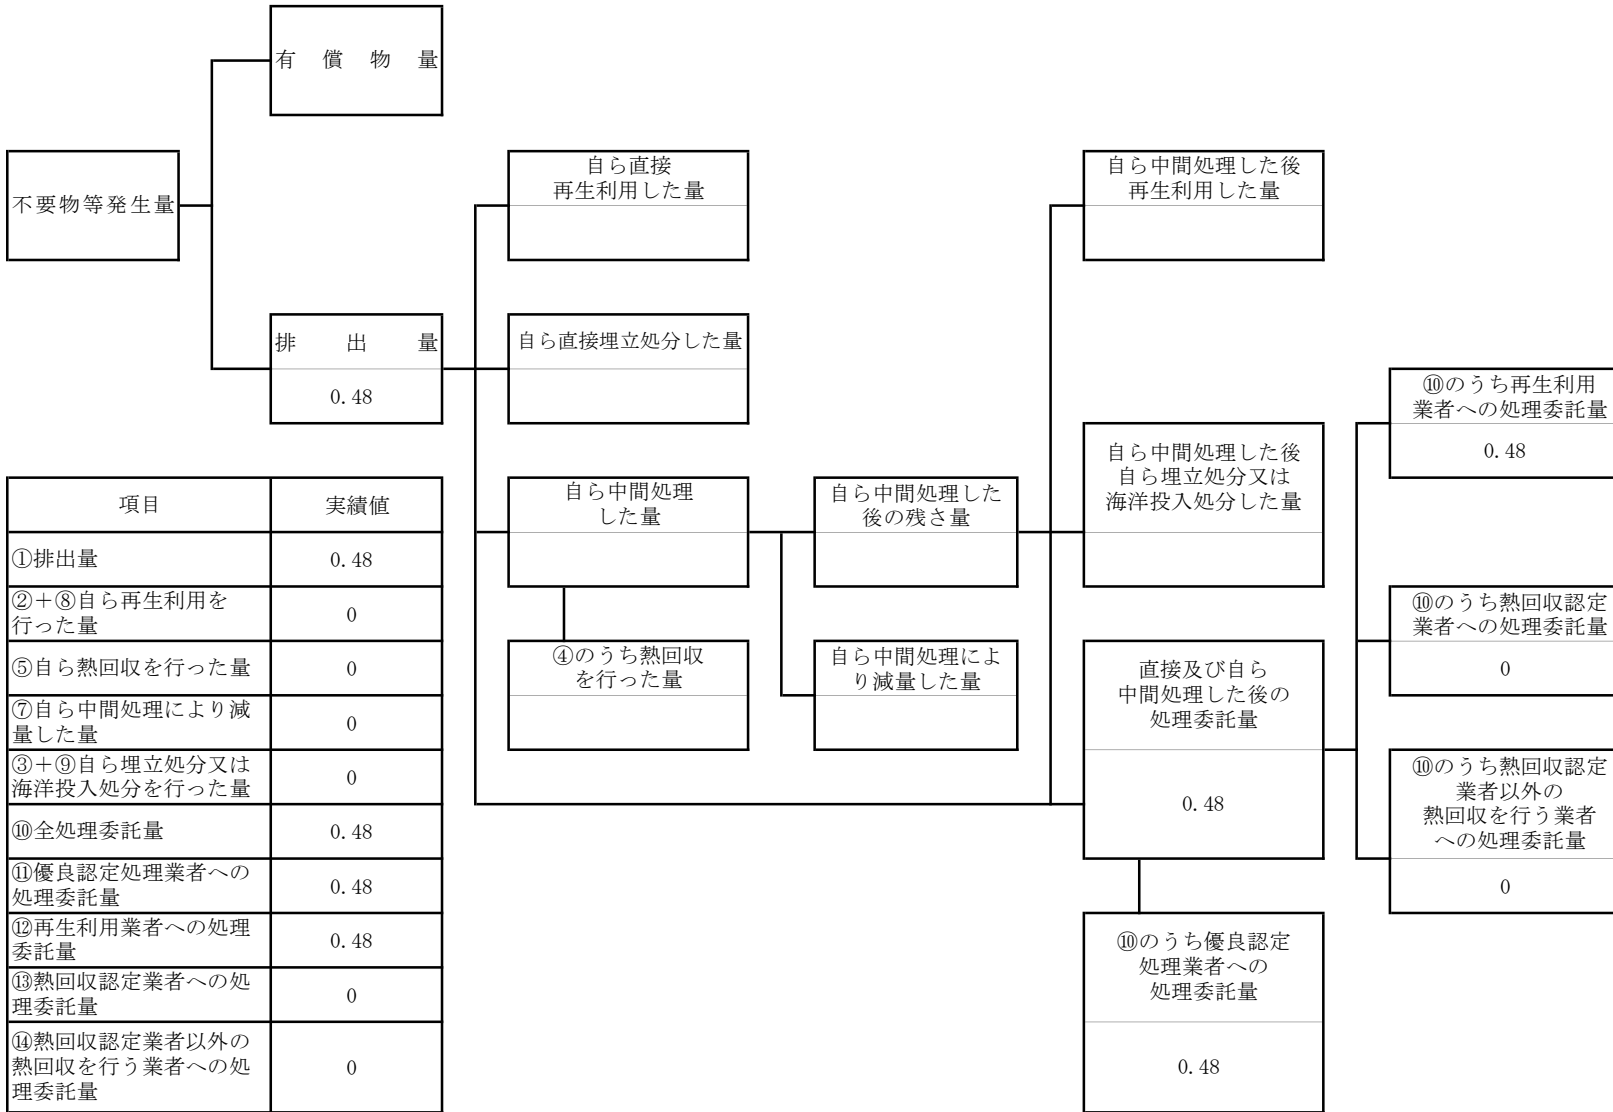 有償物量
不要物等発生量
自ら直接
再生利用した量
自ら中間処理した後
再生利用した量
排出量
0.48
自ら直接埋立処分した量
⑩のうち再生利用
業者への処理委託量
0.48
自ら中間処理
した量
自ら中間処理した
後の残さ量
自ら中間処理した後
自ら埋立処分又は
海洋投入処分した量
④のうち熱回収
を行った量
自ら中間処理によ
り減量した量
直接及び自ら
中間処理した後の
処理委託量
0.48
⑩のうち熱回収認定
業者への処理委託量
0
⑩のうち熱回収認定
業者以外の
熱回収を行う業者
への処理委託量
0
⑩のうち優良認定
処理業者への
処理委託量
0.48
項目 実績値
①排出量 0.48
②+⑧自ら再生利用を
行った量 0
⑤自ら熱回収を行った量 0
⑦自ら中間処理により減
量した量 0
③+⑨自ら埋立処分又は
海洋投入処分を行った量 0
⑩全処理委託量 0.48
⑪優良認定処理業者への
処理委託量 0.48
⑫再生利用業者への処理
委託量 0.48
⑬熱回収認定業者への処
理委託量 0
⑭熱回収認定業者以外の
熱回収を行う業者への処
理委託量 0